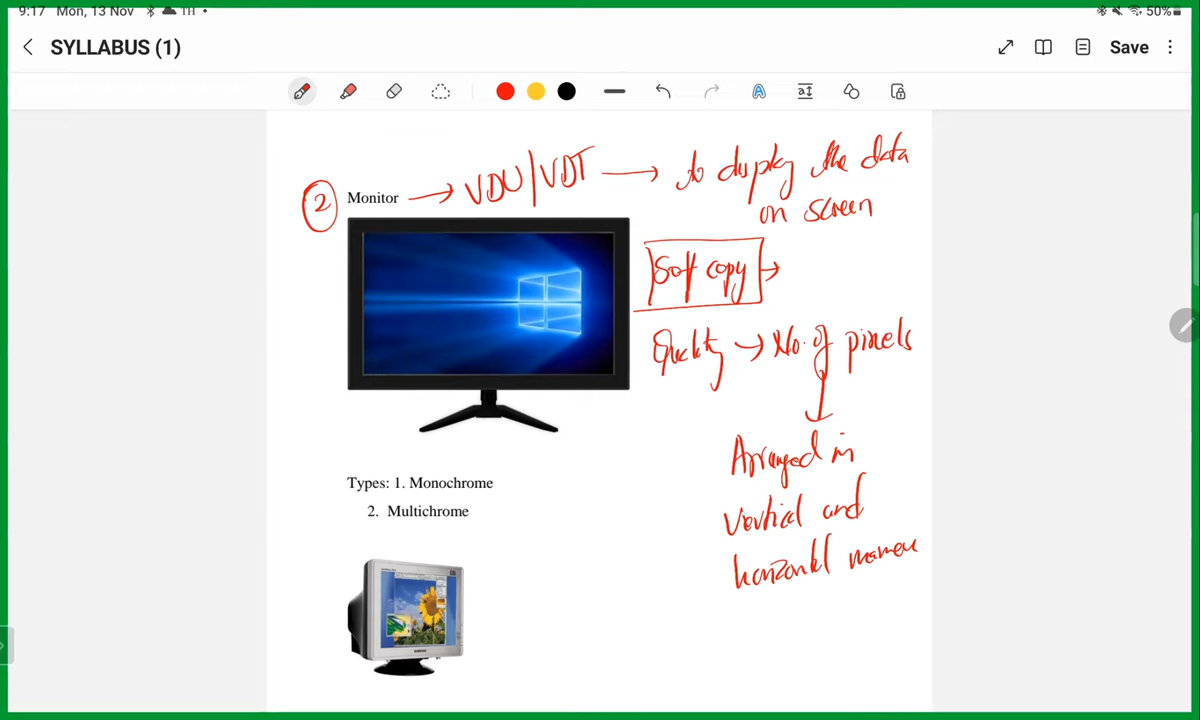 9:17 Mon, 13 Nov TH •
50%
SYLLABUS (1)
Save
② Monitor → VDU/VDT → to display the data
on screen
Soft copy →
Quality → No. of pixels
Arranged in
Vertical and
horizontal manner
Types: 1. Monochrome
2. Multichrome